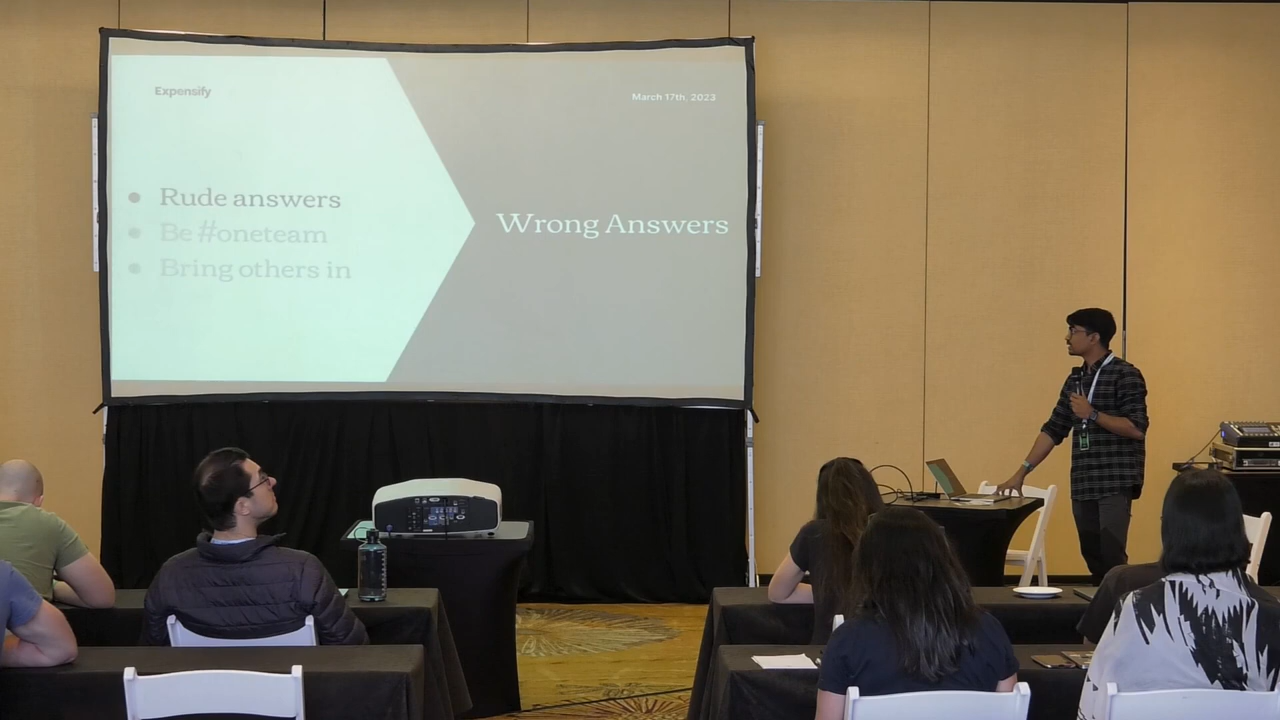 Expensify
March 17th, 2023
Rude answers
Be #oneteam
Bring others in
Wrong Answers